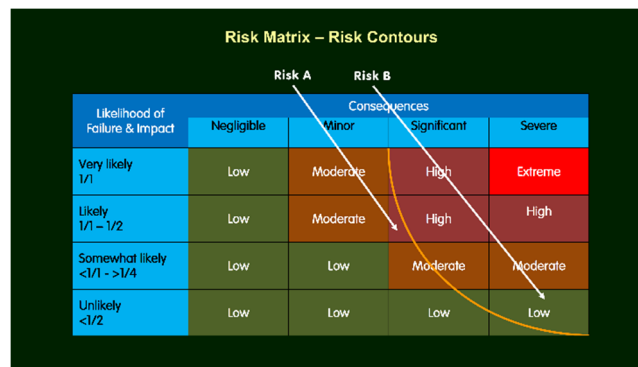 Risk Matrix – Risk Contours
Risk A
Risk B
Likelihood of
Failure & Impact
Consequences
Negligible
Minor
Significant
Severe
Very likely
1/1
Low
Moderate
High
Extreme
Likely
1/1 – 1/2
Low
Moderate
High
High
Somewhat likely
<1/1 - >1/4
Low
Low
Moderate
Moderate
Unlikely
<1/2
Low
Low
Low
Low